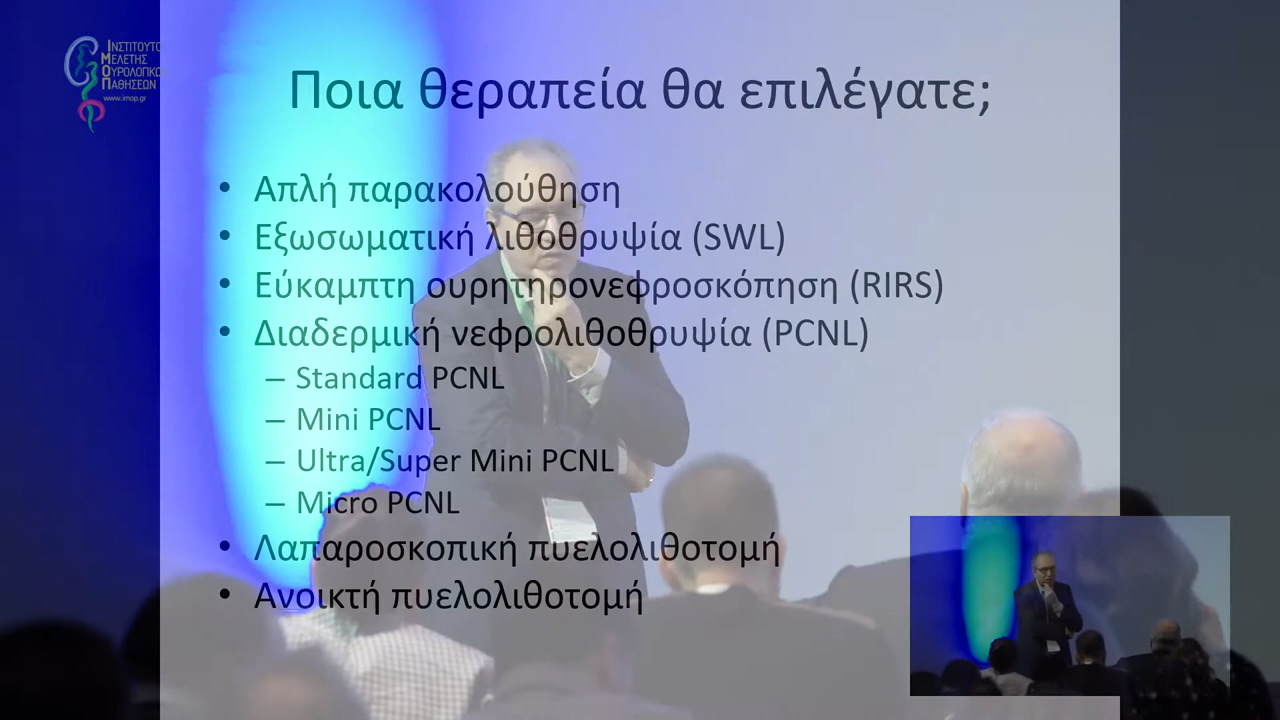 ΙΝΣΤΙΤΟΥΤΟ
ΜΕΛΕΤΗΣ
ΟΥΡΟΛΟΓΙΚΩΝ
ΠΑΘΗΣΕΩΝ
www.imop.gr
Ποια θεραπεία θα επιλέγατε;
• Απλή παρακολούθηση
• Εξωσωματική λιθοθρυψία (SWL)
• Εύκαμπτη ουρητηρονεφροσκόπηση (RIRS)
• Διαδερμική νεφρολιθοθρυψία (PCNL)
– Standard PCNL
– Mini PCNL
– Ultra/Super Mini PCNL
– Micro PCNL
• Λαπαροσκοπική πυελολιθοτομή
• Ανοικτή πυελολιθοτομή